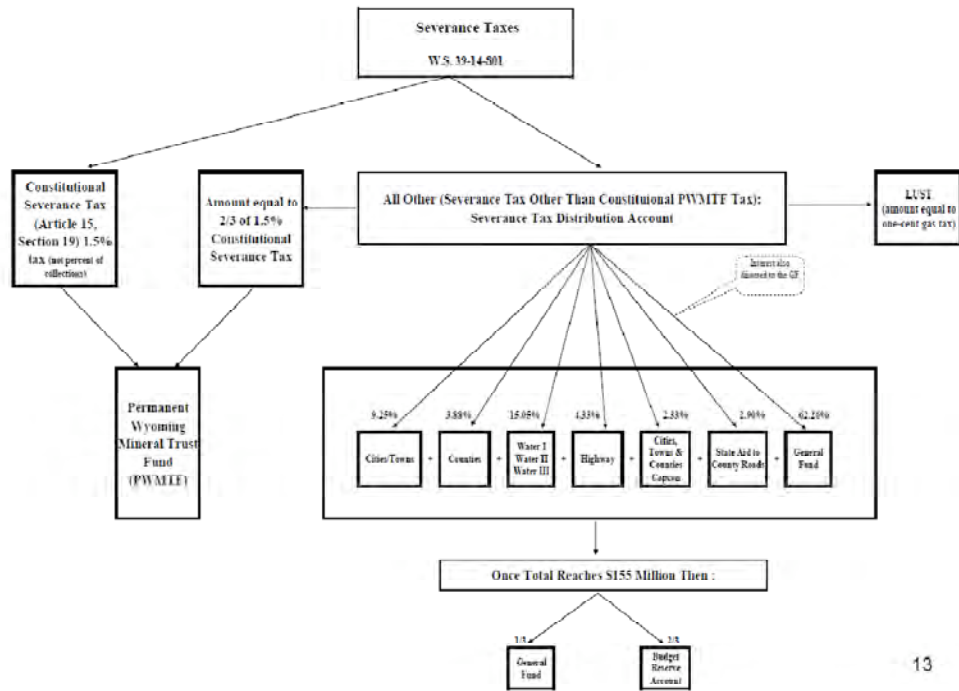 Severance Taxes
W.S. 39-14-801
Constitutional
Severance Tax
(Article 15,
Section 19) 1.5%
tax (not percent of
collections)
Amount equal to
2/3 of 1.5%
Constitutional
Severance Tax
All Other (Severance Tax Other Than Constituional PWMTF Tax):
Severance Tax Distribution Account
LUST
(amount equal to
one-cent gas tax)
Interest also
directed to the GF
Permanent
Wyoming
Mineral Trust
Fund
(PWMTF)
9.25%
3.88%
15.05%
4.33%
2.33%
2.90%
62.26%
Cities/Towns
+
Counties
+
Water I
Water II
Water III
+
Highway
+
Cities,
Towns &
Counties
Capcon
+
State Aid to
County Roads
+
General
Fund
Once Total Reaches $155 Million Then :
1/3
2/3
General
Fund
Budget
Reserve
Account
13